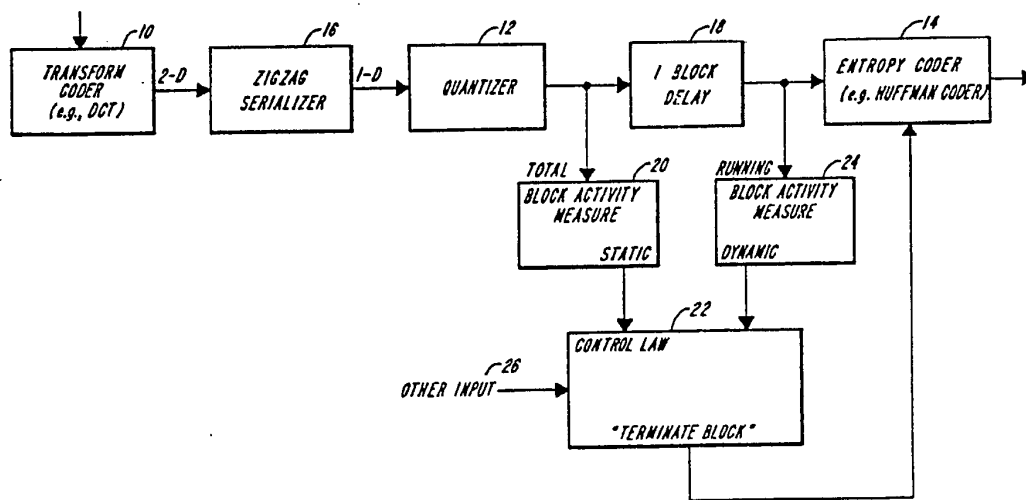 10
TRANSFORM
CODER
(e.g., DCT)
2-D
16
ZIGZAG
SERIALIZER
1-D
12
QUANTIZER
18
1 BLOCK
DELAY
14
ENTROPY CODER
(e.g. HUFFMAN CODER)
TOTAL
20
BLOCK ACTIVITY
MEASURE
STATIC
RUNNING
24
BLOCK ACTIVITY
MEASURE
DYNAMIC
22
CONTROL LAW
26
OTHER INPUT
"TERMINATE BLOCK"